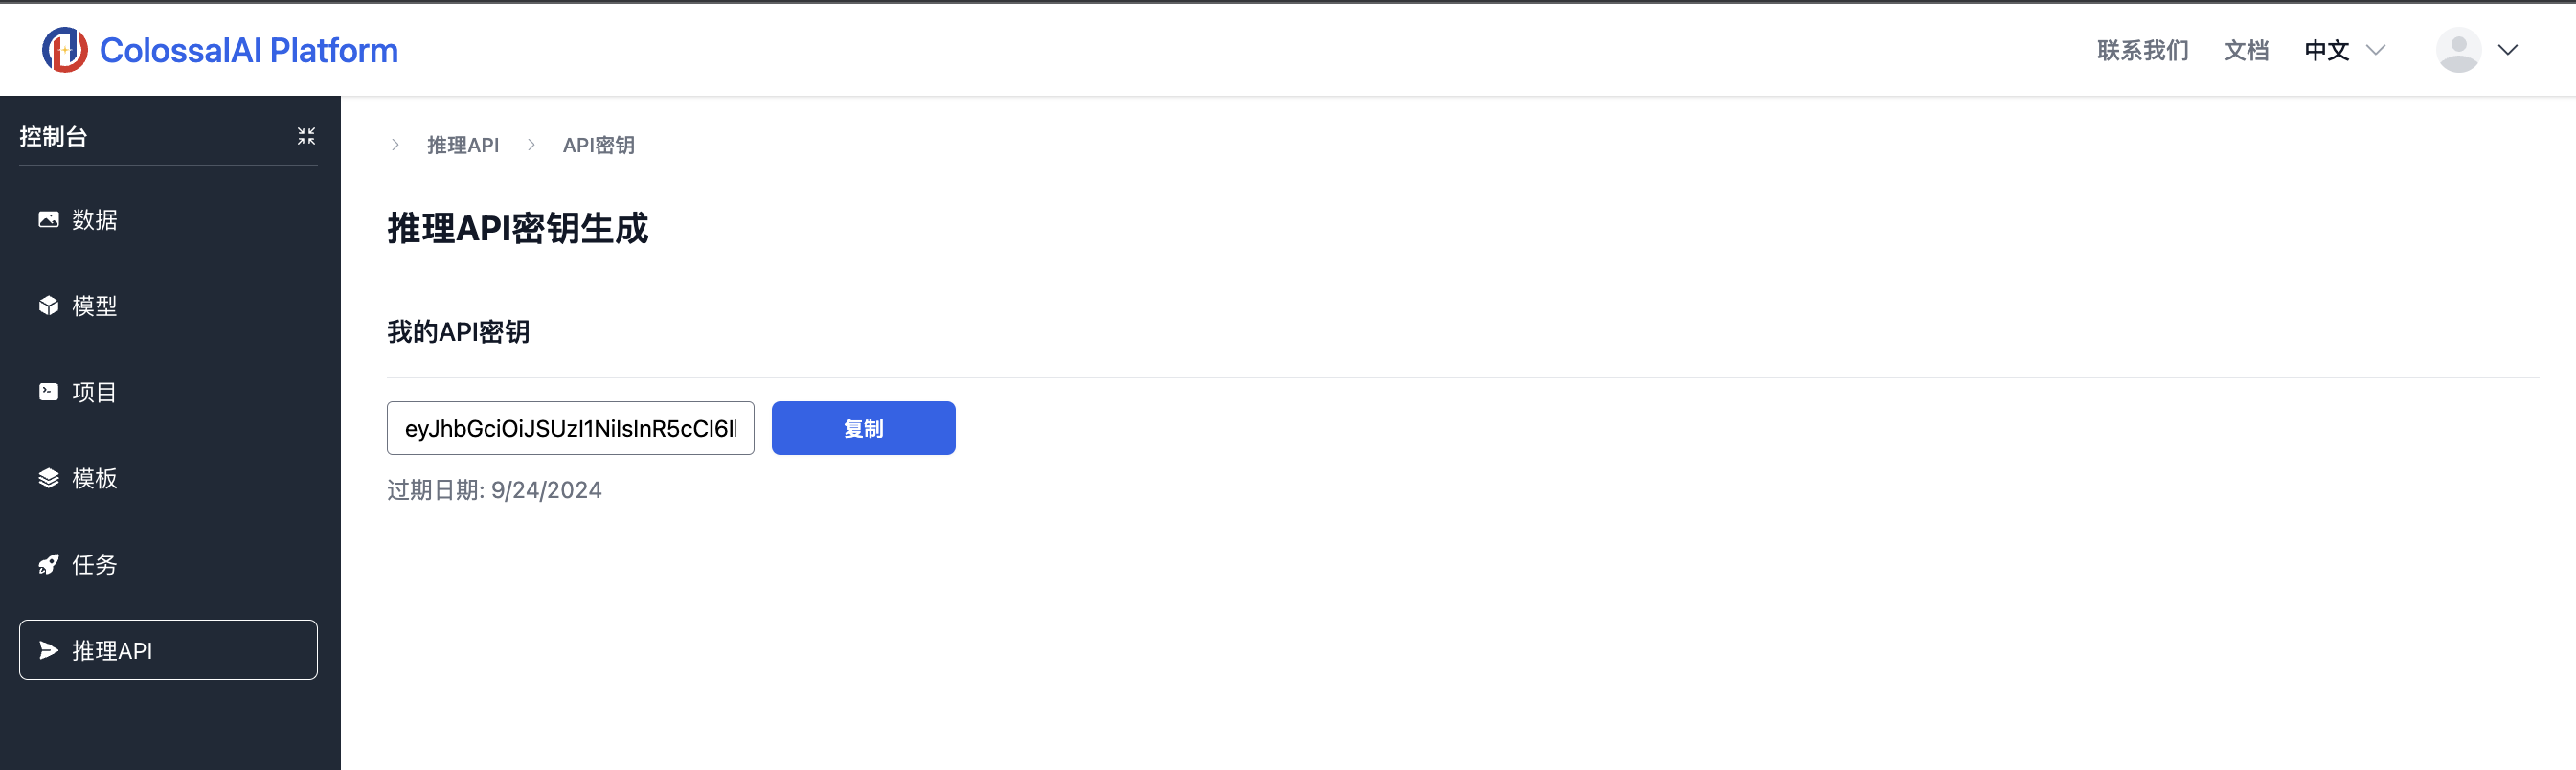 ColossalAI Platform
联系我们 文档 中文
控制台
数据
模型
项目
模板
任务
推理API
推理API API密钥
推理API密钥生成
我的API密钥
eyJhbGciOiJSUzI1NiIsInR5cCI6Il
复制
过期日期: 9/24/2024